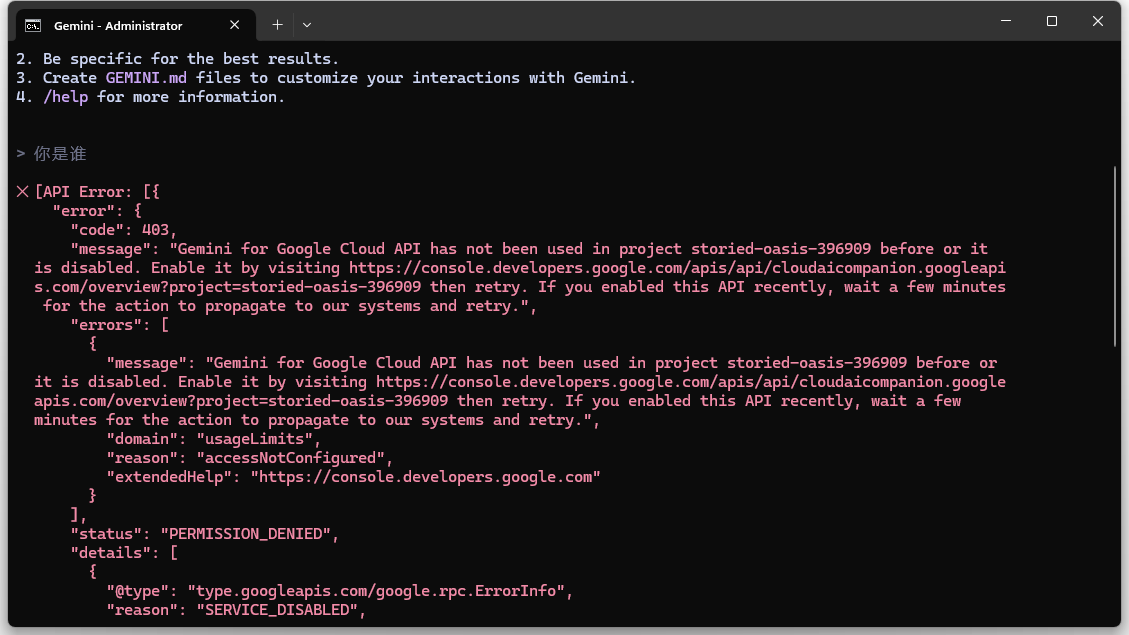 Gemini - Administrator
2. Be specific for the best results.
3. Create GEMINI.md files to customize your interactions with Gemini.
4. /help for more information.
> 你是谁
✕ [API Error: [{
"error": {
"code": 403,
"message": "Gemini for Google Cloud API has not been used in project storied-oasis-396909 before or it
is disabled. Enable it by visiting https://console.developers.google.com/apis/api/cloudaicompanion.googleapi
s.com/overview?project=storied-oasis-396909 then retry. If you enabled this API recently, wait a few minutes
for the action to propagate to our systems and retry.",
"errors": [
{
"message": "Gemini for Google Cloud API has not been used in project storied-oasis-396909 before or
it is disabled. Enable it by visiting https://console.developers.google.com/apis/api/cloudaicompanion.google
apis.com/overview?project=storied-oasis-396909 then retry. If you enabled this API recently, wait a few
minutes for the action to propagate to our systems and retry.",
"domain": "usageLimits",
"reason": "accessNotConfigured",
"extendedHelp": "https://console.developers.google.com"
}
],
"status": "PERMISSION_DENIED",
"details": [
{
"@type": "type.googleapis.com/google.rpc.ErrorInfo",
"reason": "SERVICE_DISABLED",